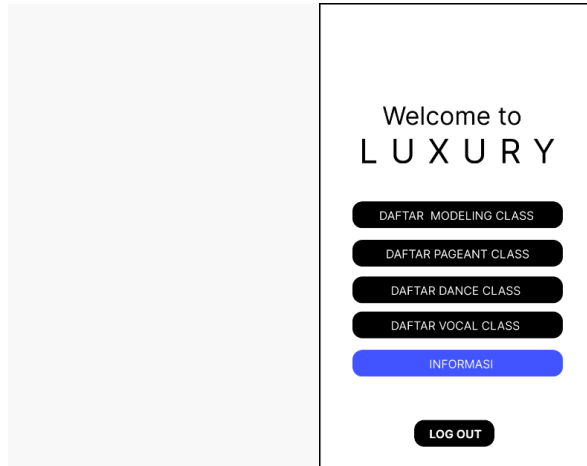 Welcome to
L U X U R Y
DAFTAR MODELING CLASS
DAFTAR PAGEANT CLASS
DAFTAR DANCE CLASS
DAFTAR VOCAL CLASS
INFORMASI
LOG OUT